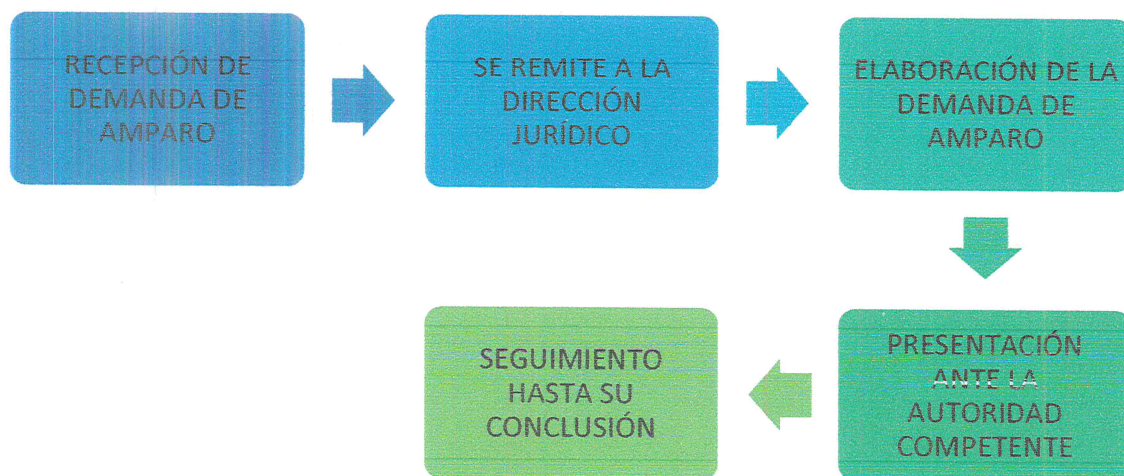 RECEPCIÓN DE
DEMANDA DE
AMPARO
SE REMITE A LA
DIRECCIÓN
JURÍDICO
ELABORACIÓN DE LA
DEMANDA DE
AMPARO
PRESENTACIÓN
ANTE LA
AUTORIDAD
COMPETENTE
SEGUIMIENTO
HASTA SU
CONCLUSIÓN